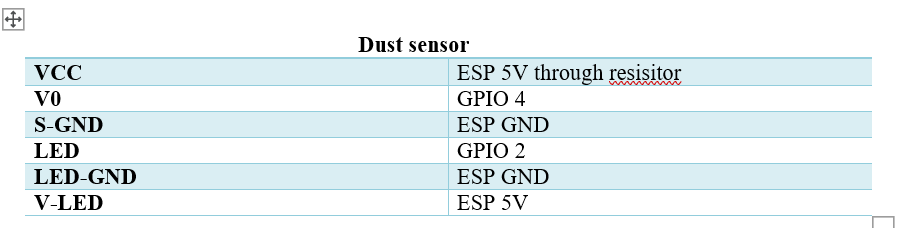 Dust sensor
VCC ESP 5V through resisitor
V0 GPIO 4
S-GND ESP GND
LED GPIO 2
LED-GND ESP GND
V-LED ESP 5V